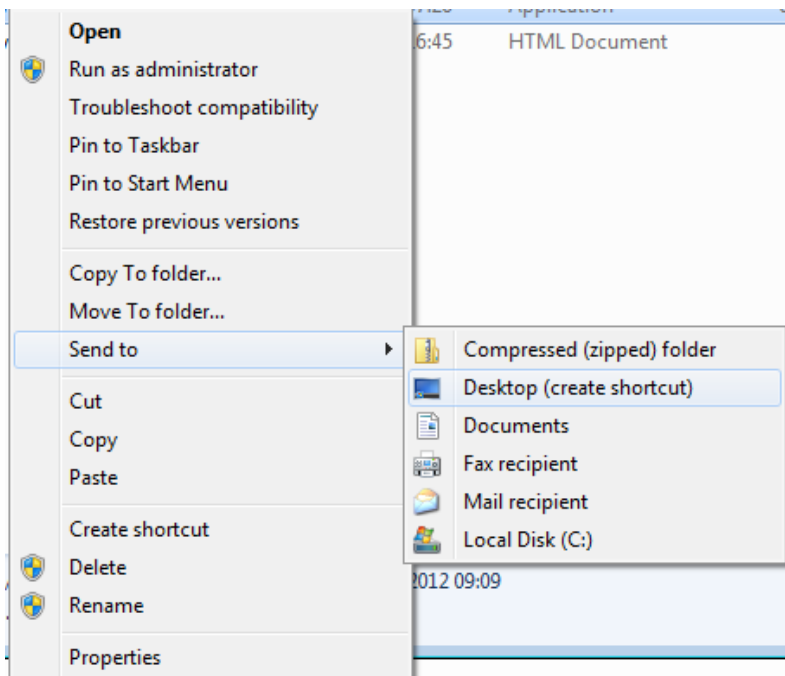 Open
Run as administrator
Troubleshoot compatibility
Pin to Taskbar
Pin to Start Menu
Restore previous versions
Copy To folder...
Move To folder...
Send to
Cut
Copy
Paste
Create shortcut
Delete
Rename
Properties
6:45 HTML Document
Compressed (zipped) folder
Desktop (create shortcut)
Documents
Fax recipient
Mail recipient
Local Disk (C:)
2012 09:09